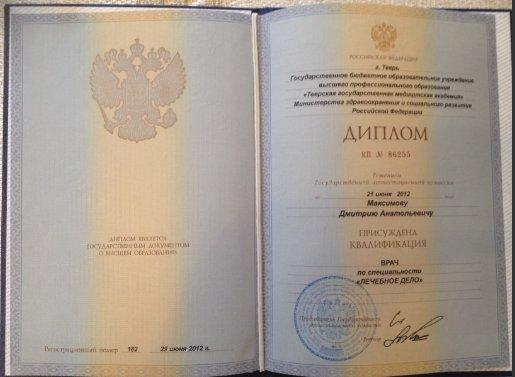 ДИПЛОМ ЯВЛЯЕТСЯ
ГОСУДАРСТВЕННЫМ ДОКУМЕНТОМ
О ВЫСШЕМ ОБРАЗОВАНИИ
Регистрационный номер 182 29 июня 2012 г.
РОССИЙСКАЯ ФЕДЕРАЦИЯ
г. Тверь
Государственное бюджетное образовательное учреждение
высшего профессионального образования
«Тверская государственная медицинская академия»
Министерства здравоохранения и социального развития
Российской Федерации
ДИПЛОМ
КВ № 86255
Решением
Государственной аттестационной комиссии
от 21 июня 2012 года
Максимову
Дмитрию Анатольевичу
ПРИСУЖДЕНА
КВАЛИФИКАЦИЯ
ВРАЧ
по специальности
«ЛЕЧЕБНОЕ ДЕЛО»
Председатель Государственной
аттестационной комиссии
Ректор